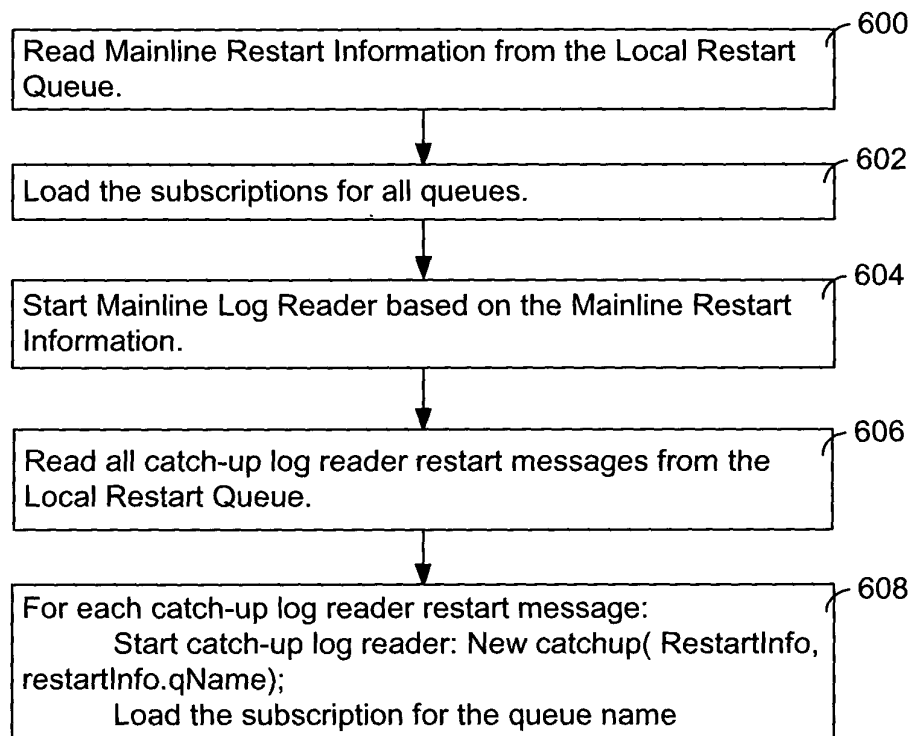 600
Read Mainline Restart Information from the Local Restart
Queue.
602
Load the subscriptions for all queues.
604
Start Mainline Log Reader based on the Mainline Restart
Information.
606
Read all catch-up log reader restart messages from the
Local Restart Queue.
608
For each catch-up log reader restart message:
Start catch-up log reader: New catchup( RestartInfo,
restartInfo.qName);
Load the subscription for the queue name